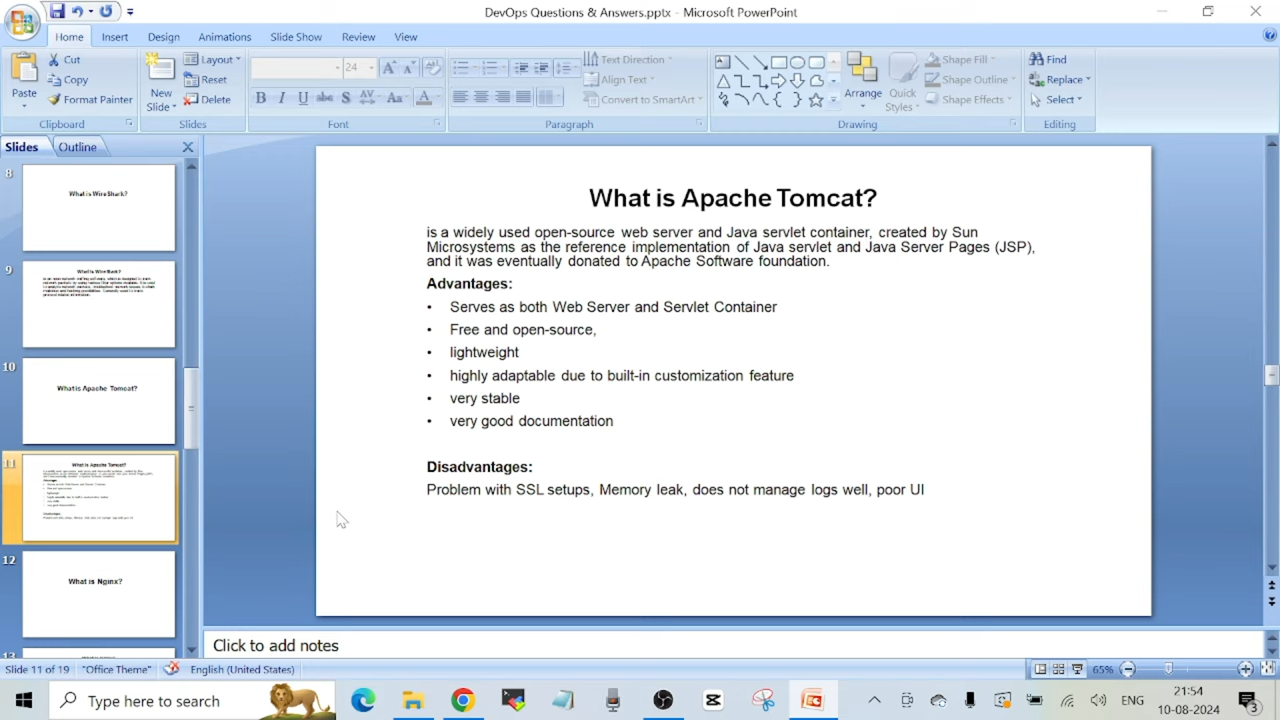 DevOps Questions & Answers.pptx - Microsoft PowerPoint
Home Insert Design Animations Slide Show Review View
Paste
Cut
Copy
Format Painter
Clipboard
New Slide
Layout
Reset
Delete
Slides
24
B I U abc S AV Aa A
Font
Text Direction
Align Text
Convert to SmartArt
Paragraph
Arrange
Quick Styles
Shape Fill
Shape Outline
Shape Effects
Drawing
Find
Replace
Select
Editing
Slides Outline
8
What is Wire Shark?
9
What is Wire Shark?
10
What is Apache Tomcat?
11
What is Apache Tomcat?
12
What is Nginx?
13
What is Apache Tomcat?
is a widely used open-source web server and Java servlet container, created by Sun
Microsystems as the reference implementation of Java servlet and Java Server Pages (JSP),
and it was eventually donated to Apache Software foundation.
Advantages:
• Serves as both Web Server and Servlet Container
• Free and open-source,
• lightweight
• highly adaptable due to built-in customization feature
• very stable
• very good documentation
Disadvantages:
Problem with SSL setups, Memory leak, does not manage logs well, poor UI
Click to add notes
Slide 11 of 19 "Office Theme" English (United States) 65%
Type here to search
ENG
21:54
10-08-2024
3